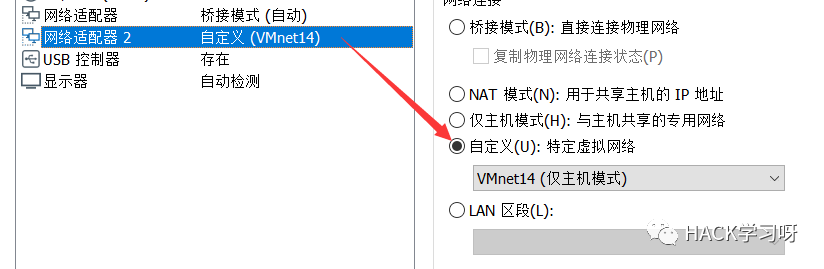 网络适配器 桥接模式 (自动)
网络适配器 2 自定义 (VMnet14)
USB 控制器 存在
显示器 自动检测
网络连接
桥接模式(B): 直接连接物理网络
复制物理网络连接状态(P)
NAT 模式(N): 用于共享主机的 IP 地址
仅主机模式(H): 与主机共享的专用网络
自定义(U): 特定虚拟网络
VMnet14 (仅主机模式)
LAN 区段(L):
HACK学习呀